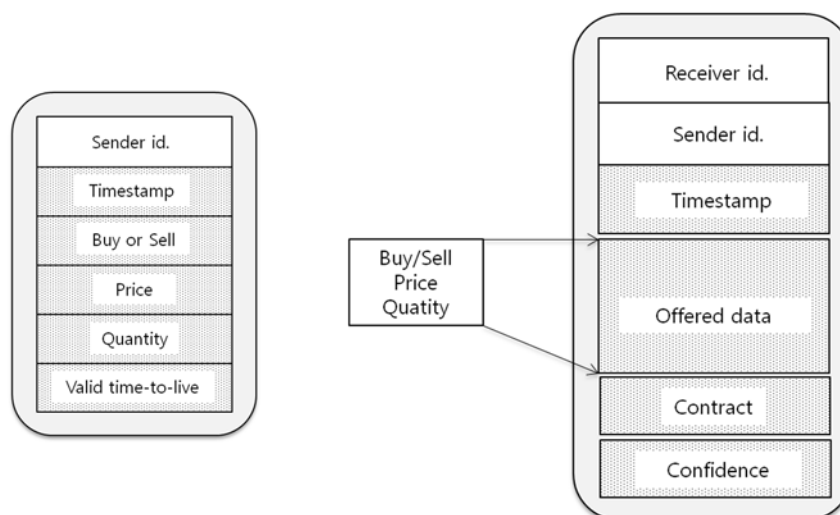 Sender id.
Timestamp
Buy or Sell
Price
Quantity
Valid time-to-live
Buy/Sell
Price
Quatity
Receiver id.
Sender id.
Timestamp
Offered data
Contract
Confidence